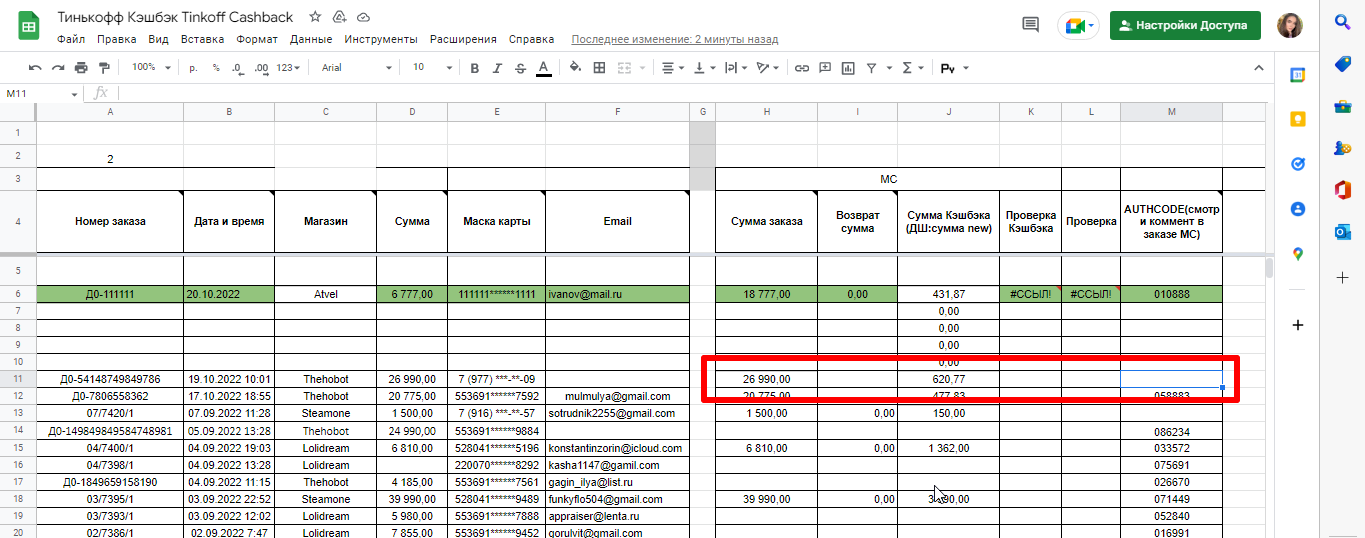 Тинькофф Кэшбэк Tinkoff Cashback
Файл Правка Вид Вставка Формат Данные Инструменты Расширения Справка Последнее изменение: 2 минуты назад
Настройки Доступа
100% р. % .0 .00 123 Arial 10 B I S A Σ Ру
M11 fx
A B C D E F G H I J K L M
1
2 2
3 МС
4 Номер заказа Дата и время Магазин Сумма Маска карты Email Сумма заказа Возврат сумма Сумма Кэшбэка (ДШ:сумма new) Проверка Кэшбэка Проверка AUTHCODE(смотри коммент в заказе МС)
5
6 Д0-111111 20.10.2022 Atvel 6 777,00 111111******1111 ivanov@mail.ru 18 777,00 0,00 431,87 #ССЫЛ! #ССЫЛ! 010888
7 0,00
8 0,00
9 0,00
10 0,00
11 Д0-54148749849786 19.10.2022 10:01 Thehobot 26 990,00 7 (977) ***-**-09 26 990,00 620,77
12 Д0-7806558362 17.10.2022 18:55 Thehobot 20 775,00 553691******7592 mulmulya@gmail.com 20 775,00 477,83 058883
13 07/7420/1 07.09.2022 11:28 Steamone 1 500,00 7 (916) ***-**-57 sotrudnik2255@gmail.com 1 500,00 0,00 150,00
14 Д0-149849849584748981 05.09.2022 13:28 Thehobot 24 990,00 553691******9884 086234
15 04/7400/1 04.09.2022 19:03 Lolidream 6 810,00 528041******5196 konstantinzorin@icloud.com 6 810,00 0,00 1 362,00 033572
16 04/7398/1 04.09.2022 13:28 Lolidream 220070******8292 kasha1147@gamil.com 075691
17 Д0-1849659158190 04.09.2022 11:15 Lolidream 4 185,00 553691******7561 gagin_ilya@list.ru 026670
18 03/7395/1 03.09.2022 22:52 Steamone 39 990,00 528041******9489 funkyflo504@gmail.com 39 990,00 0,00 071449
19 03/7393/1 03.09.2022 12:02 Lolidream 5 980,00 553691******7888 appraiser@lenta.ru 052840
20 02/7386/1 02.09.2022 7:47 Lolidream 7 855,00 553691******9452 gorulvit@gmail.com 016991